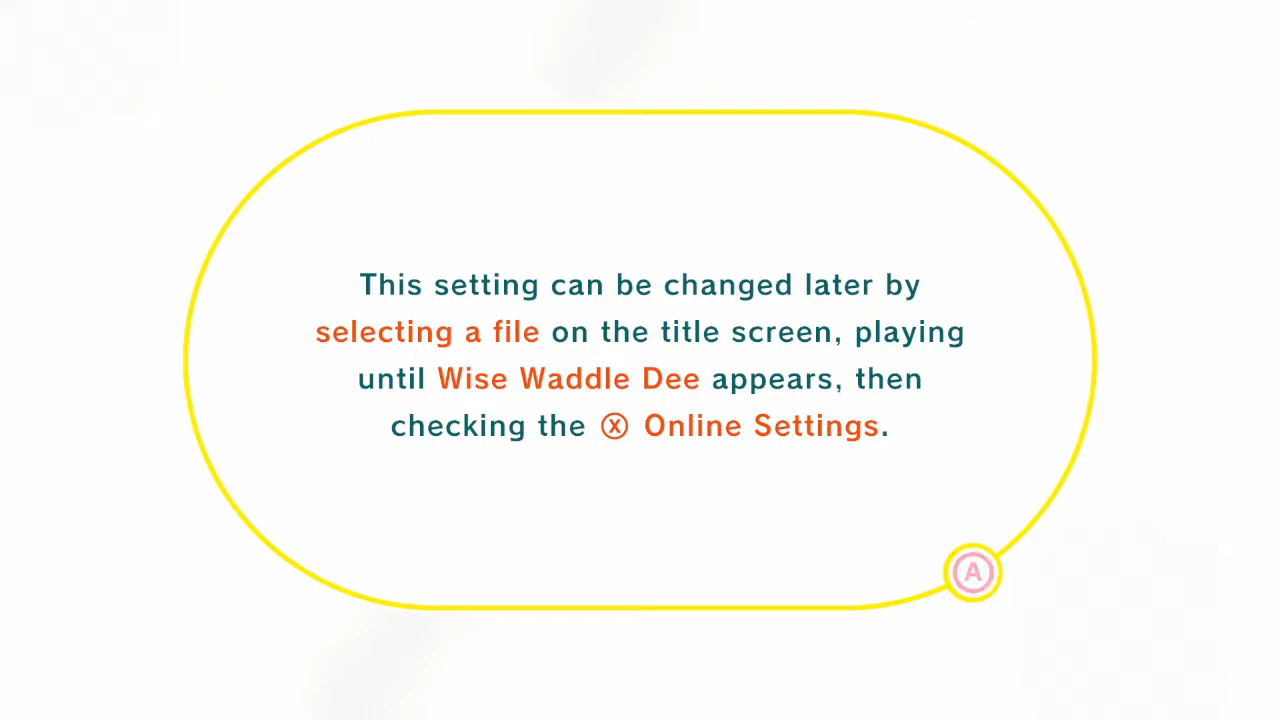 This setting can be changed later by
selecting a file on the title screen, playing
until Wise Waddle Dee appears, then
checking the Ⓧ Online Settings.
A